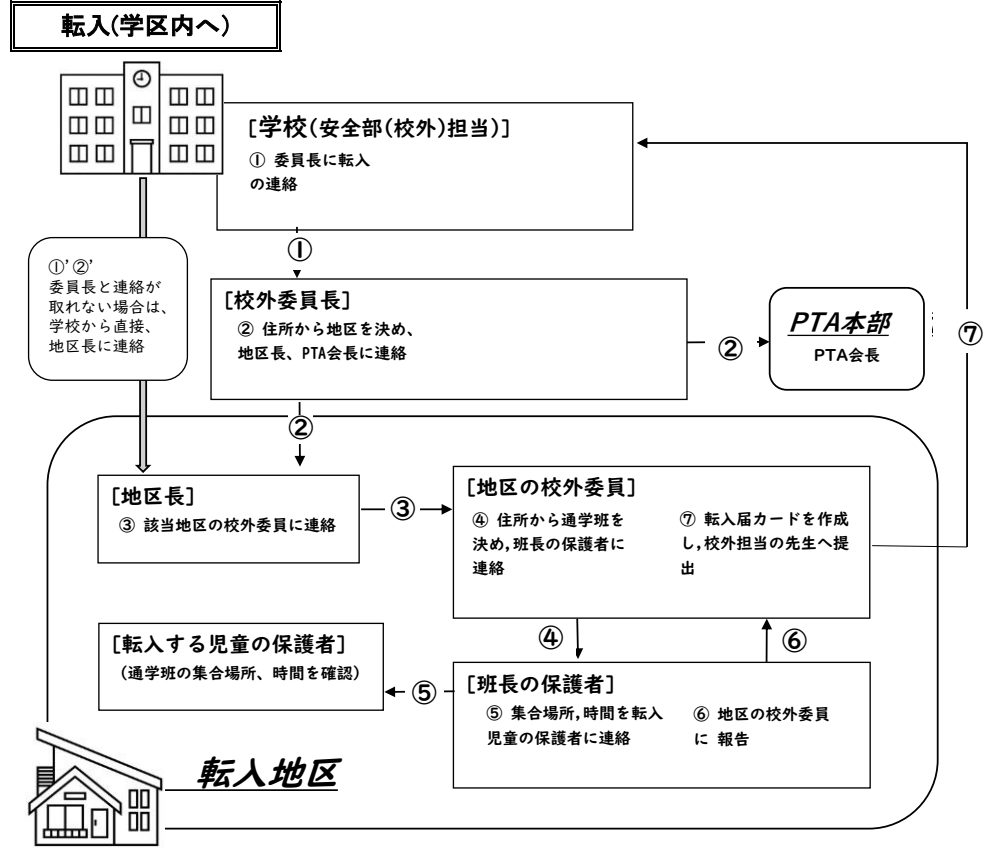 転入(学区内へ)
[学校(安全部(校外)担当)]
① 委員長に転入
の連絡
①
①'②'
委員長と連絡が
取れない場合は、
学校から直接、
地区長に連絡
[校外委員長]
② 住所から地区を決め、
地区長、PTA会長に連絡
②
PTA本部
PTA会長
⑦
②
[地区長]
③ 該当地区の校外委員に連絡
③
[地区の校外委員]
④ 住所から通学班を
決め,班長の保護者に
連絡
⑦ 転入届カードを作成
し,校外担当の先生へ提
出
④
⑥
[転入する児童の保護者]
(通学班の集合場所、時間を確認)
⑤
[班長の保護者]
⑤ 集合場所,時間を転入
児童の保護者に連絡
⑥ 地区の校外委員
に 報告
転入地区